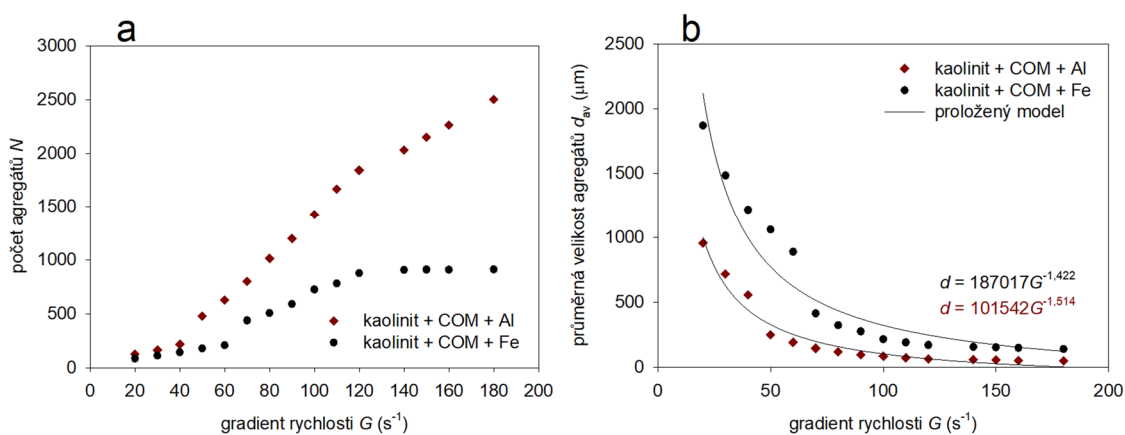 a
3000
2500
2000
1500
1000
500
0
počet agregátů N
kaolinit + COM + Al
kaolinit + COM + Fe
0 20 40 60 80 100 120 140 160 180 200
gradient rychlosti G (s-1)
b
2500
2000
1500
1000
500
0
průměrná velikost agregátů dav (μm)
kaolinit + COM + Al
kaolinit + COM + Fe
proložený model
d = 187017G-1,422
d = 101542G-1,514
0 50 100 150 200
gradient rychlosti G (s-1)